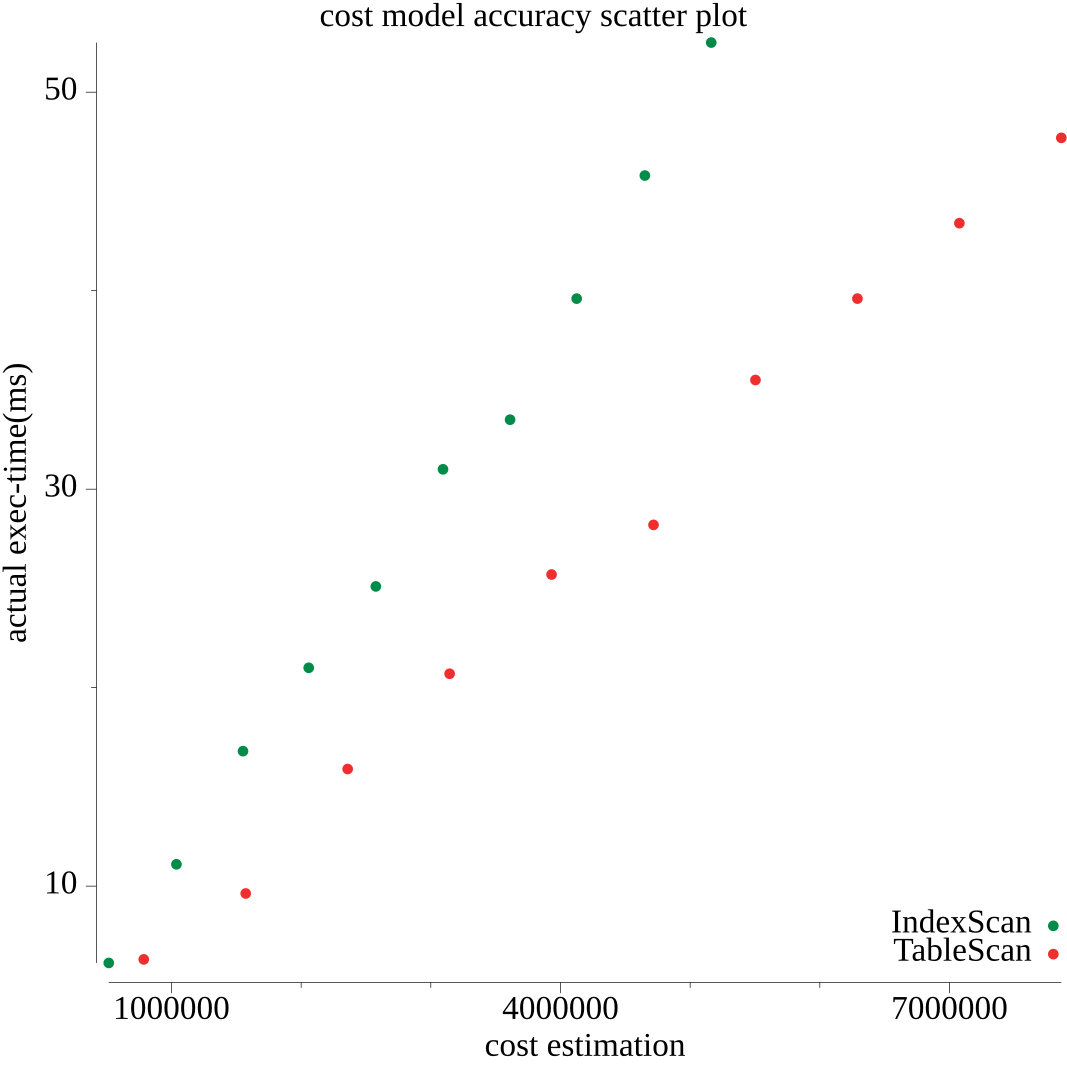 cost model accuracy scatter plot
50
30
10
actual exec-time(ms)
IndexScan
TableScan
1000000
4000000
7000000
cost estimation